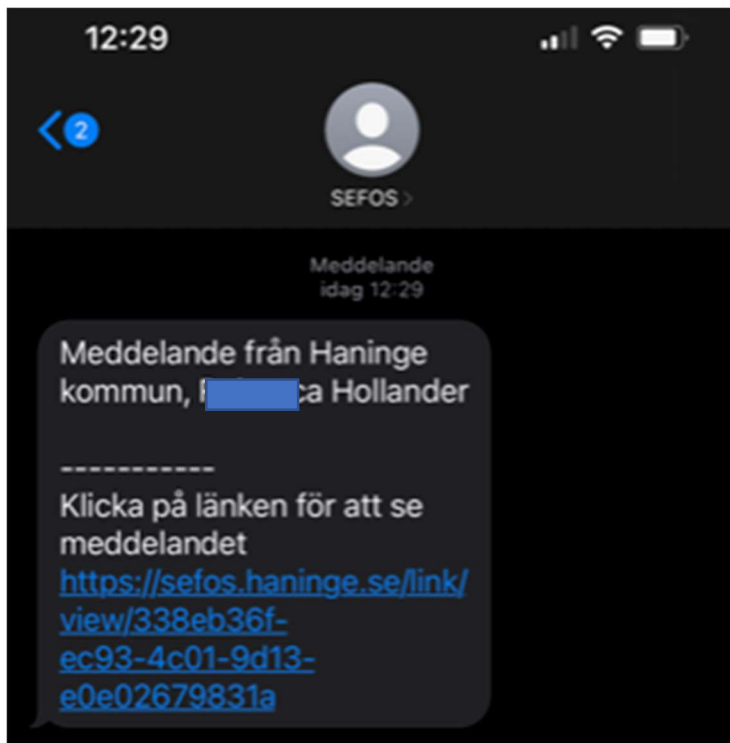 12:29
2
SEFOS >
Meddelande
idag 12:29
Meddelande från Haninge
kommun, Hollander
-----------
Klicka på länken för att se
meddelandet
https://sefos.haninge.se/link/
view/338eb36f-
ec93-4c01-9d13-
e0e02679831a